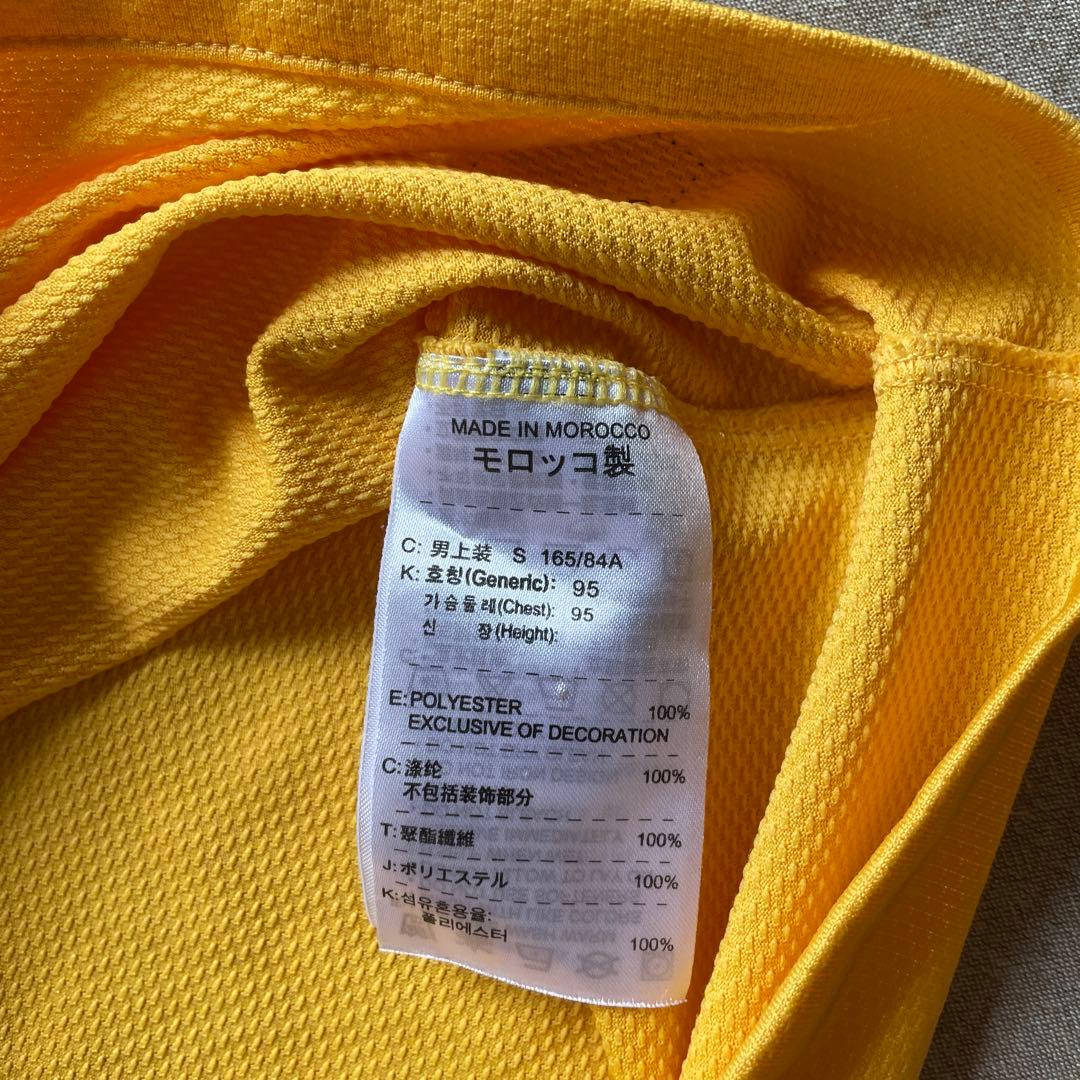 MADE IN MOROCCO
モロッコ製
C: 男上装 S 165/84A
K: 호칭(Generic): 95
가슴둘레(Chest): 95
신 장(Height):
E: POLYESTER 100%
EXCLUSIVE OF DECORATION
C: 涤纶 100%
不包括装饰部分
T: 聚酯纖維 100%
J: ポリエステル 100%
K: 섬유혼용율:
폴리에스터 100%